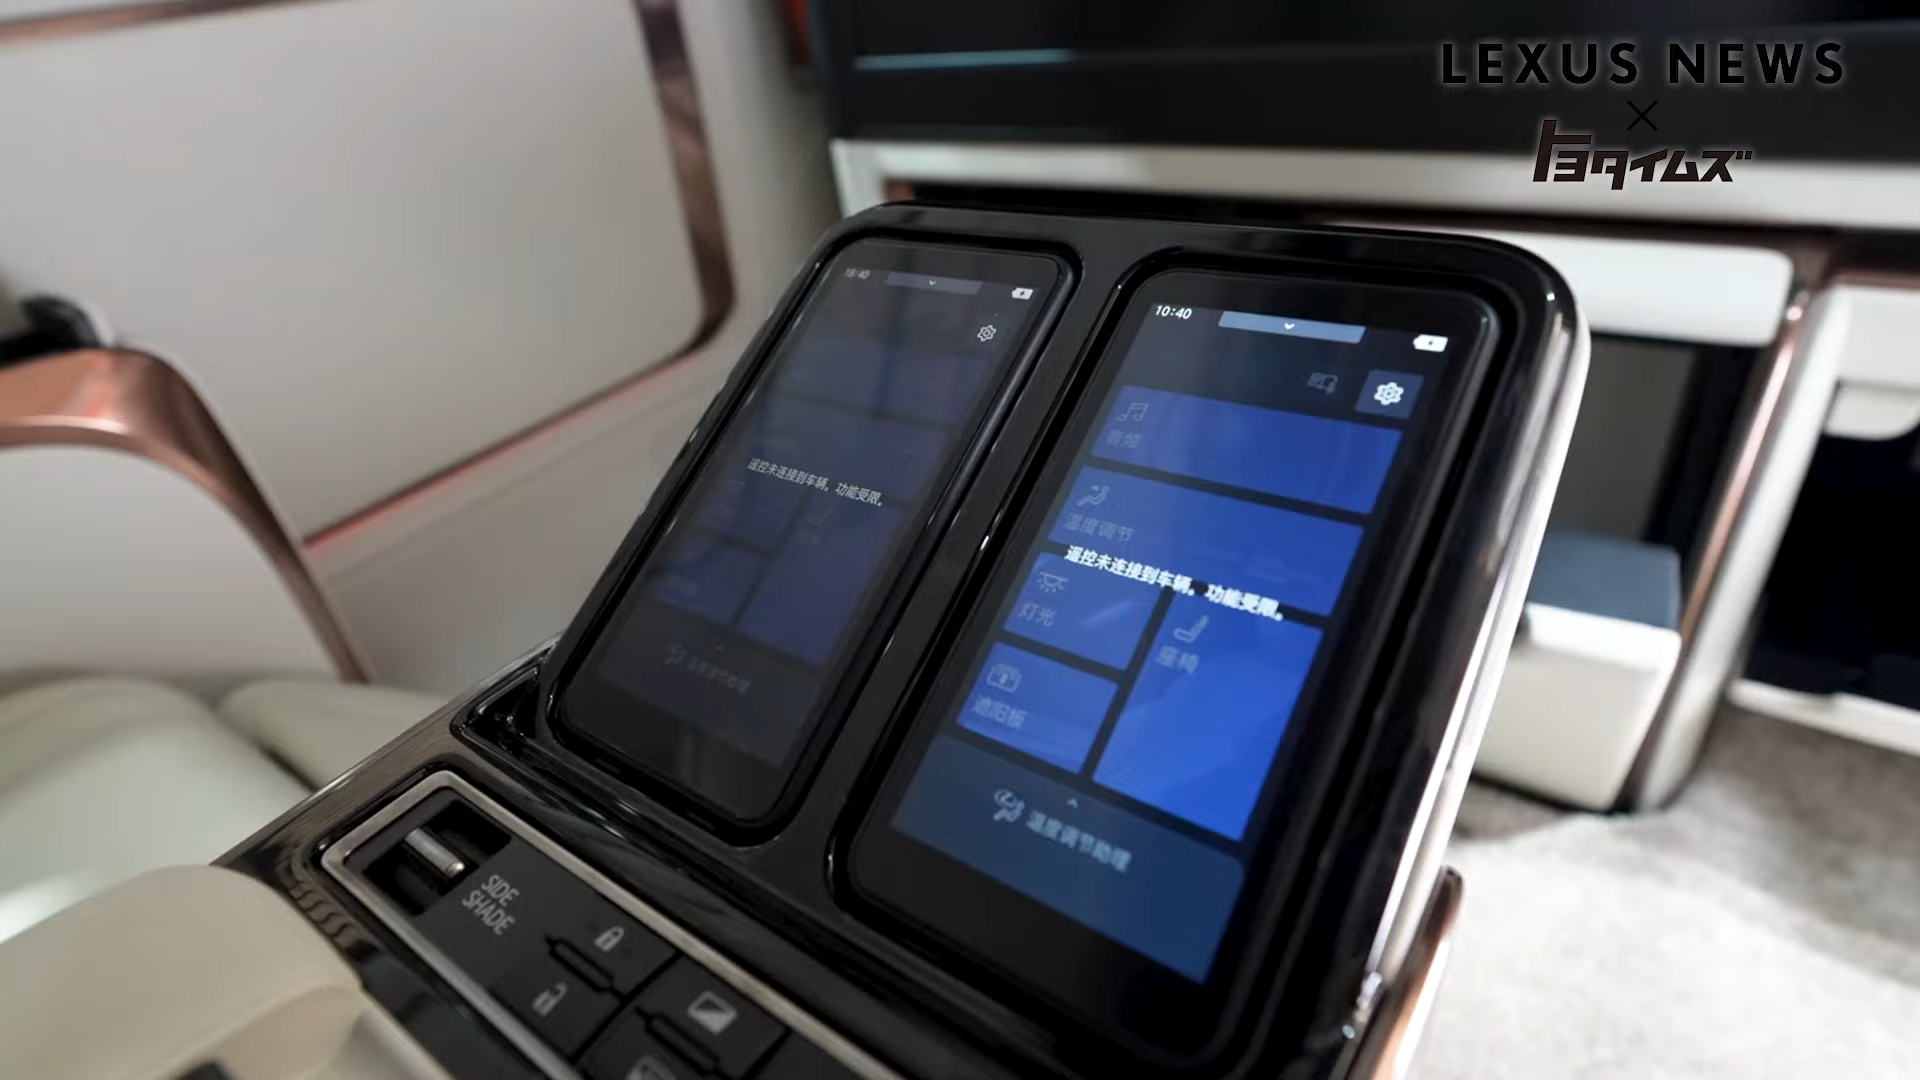 LEXUS NEWS
×
トヨタイムズ
10:40
遥控未连接到车辆。功能受限。
10:40
音频
温度调节
遥控未连接到车辆。功能受限。
灯光
座椅
遮阳板
温度调节助理
SIDE
SHADE